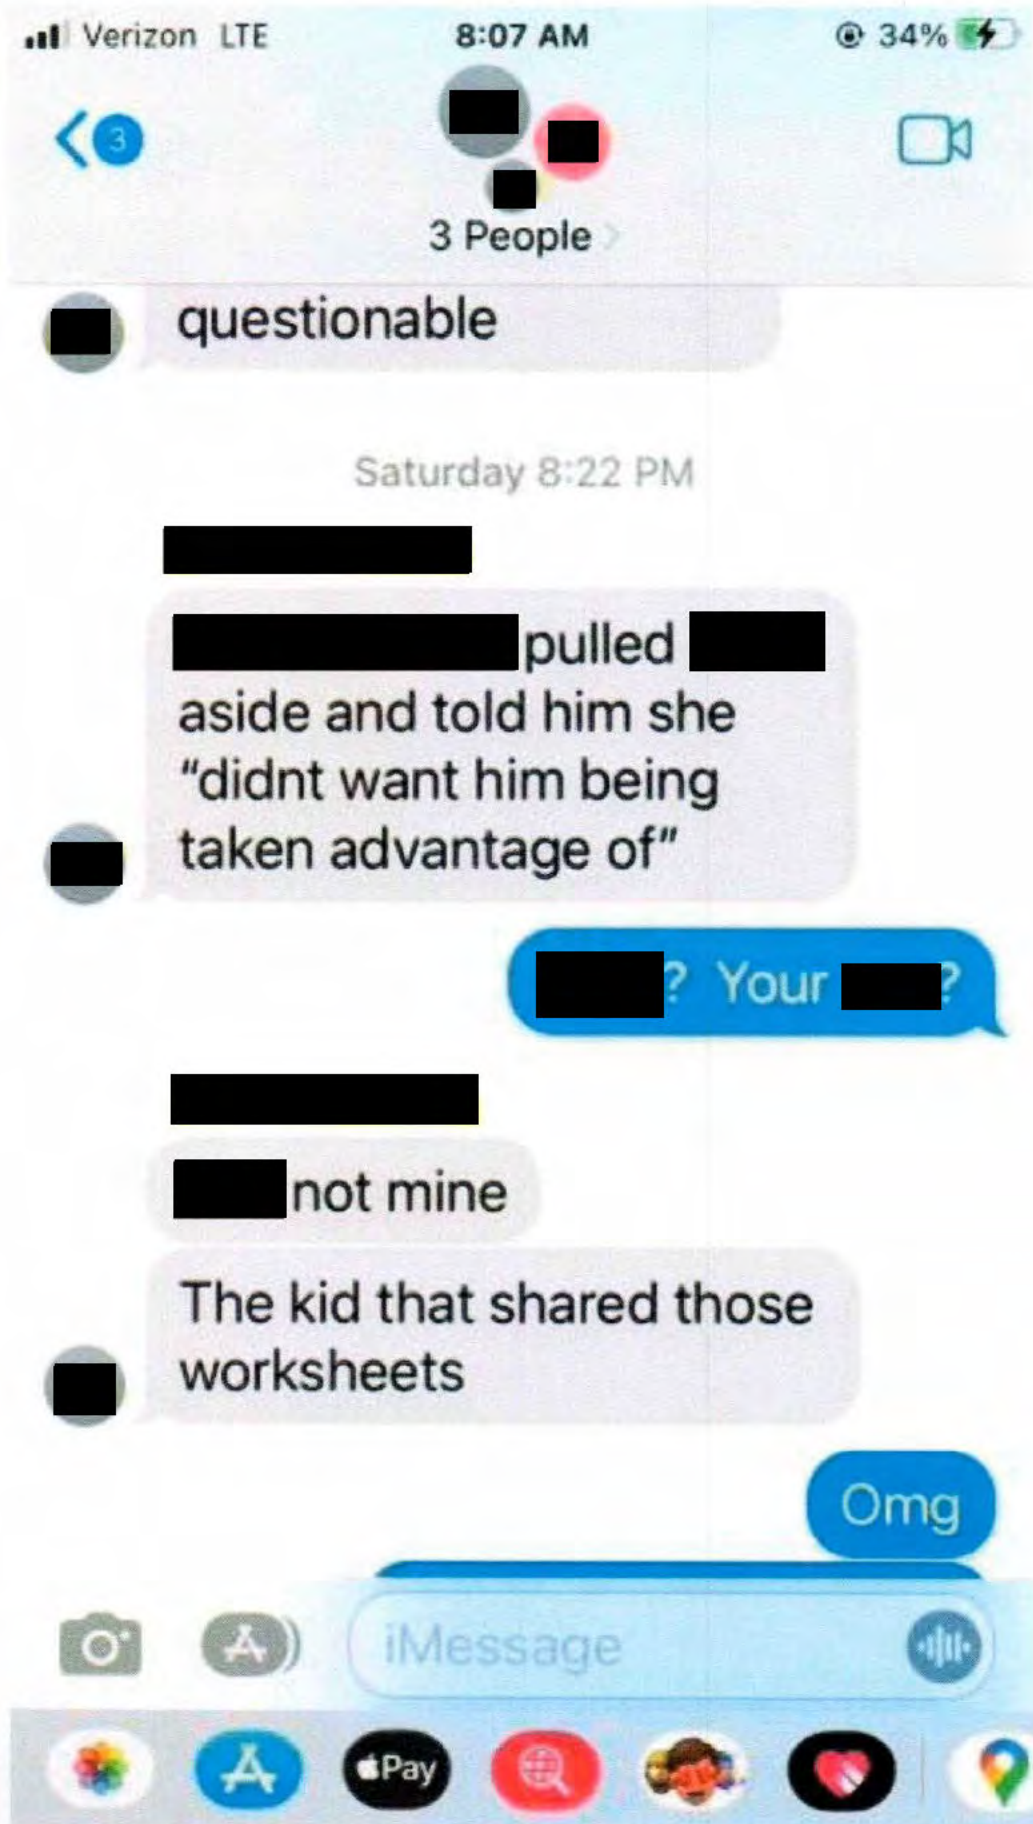 Verizon LTE 8:07 AM 34%
3
3 People
questionable
Saturday 8:22 PM
pulled
aside and told him she
“didnt want him being
taken advantage of”
? Your ?
not mine
The kid that shared those
worksheets
Omg
iMessage
Pay